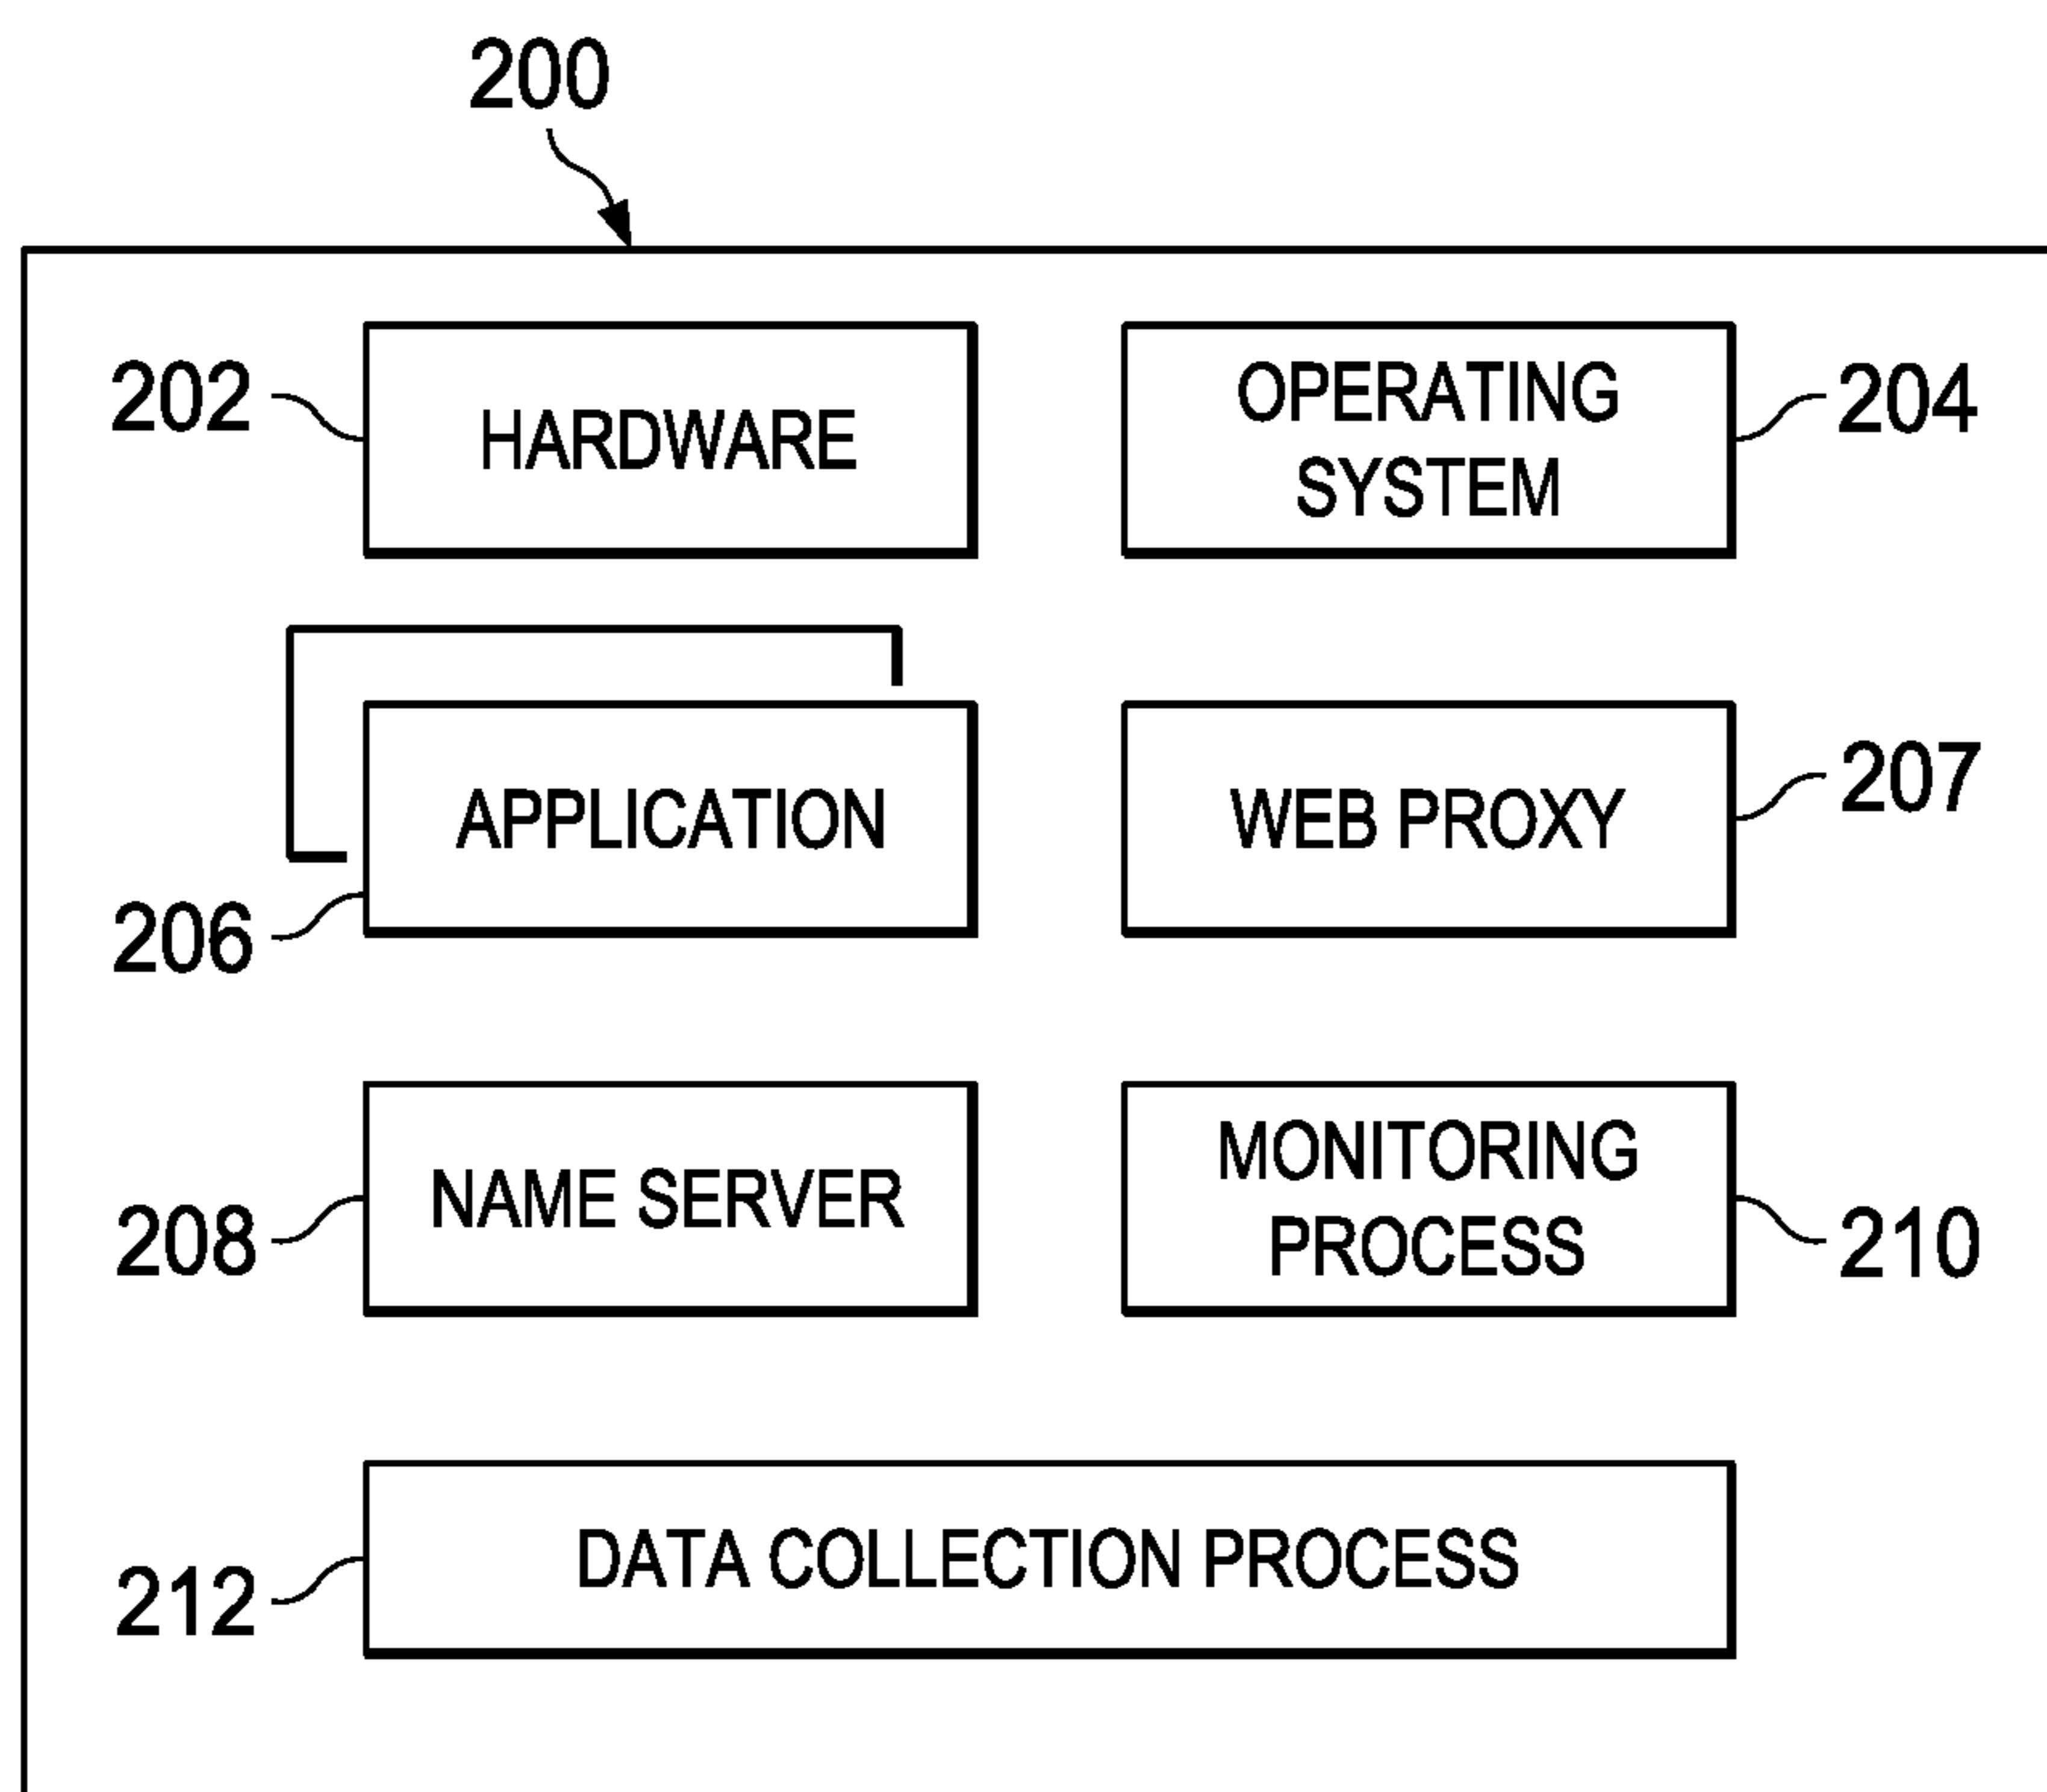 200
202
HARDWARE
OPERATING
SYSTEM
204
206
APPLICATION
WEB PROXY
207
208
NAME SERVER
MONITORING
PROCESS
210
212
DATA COLLECTION PROCESS